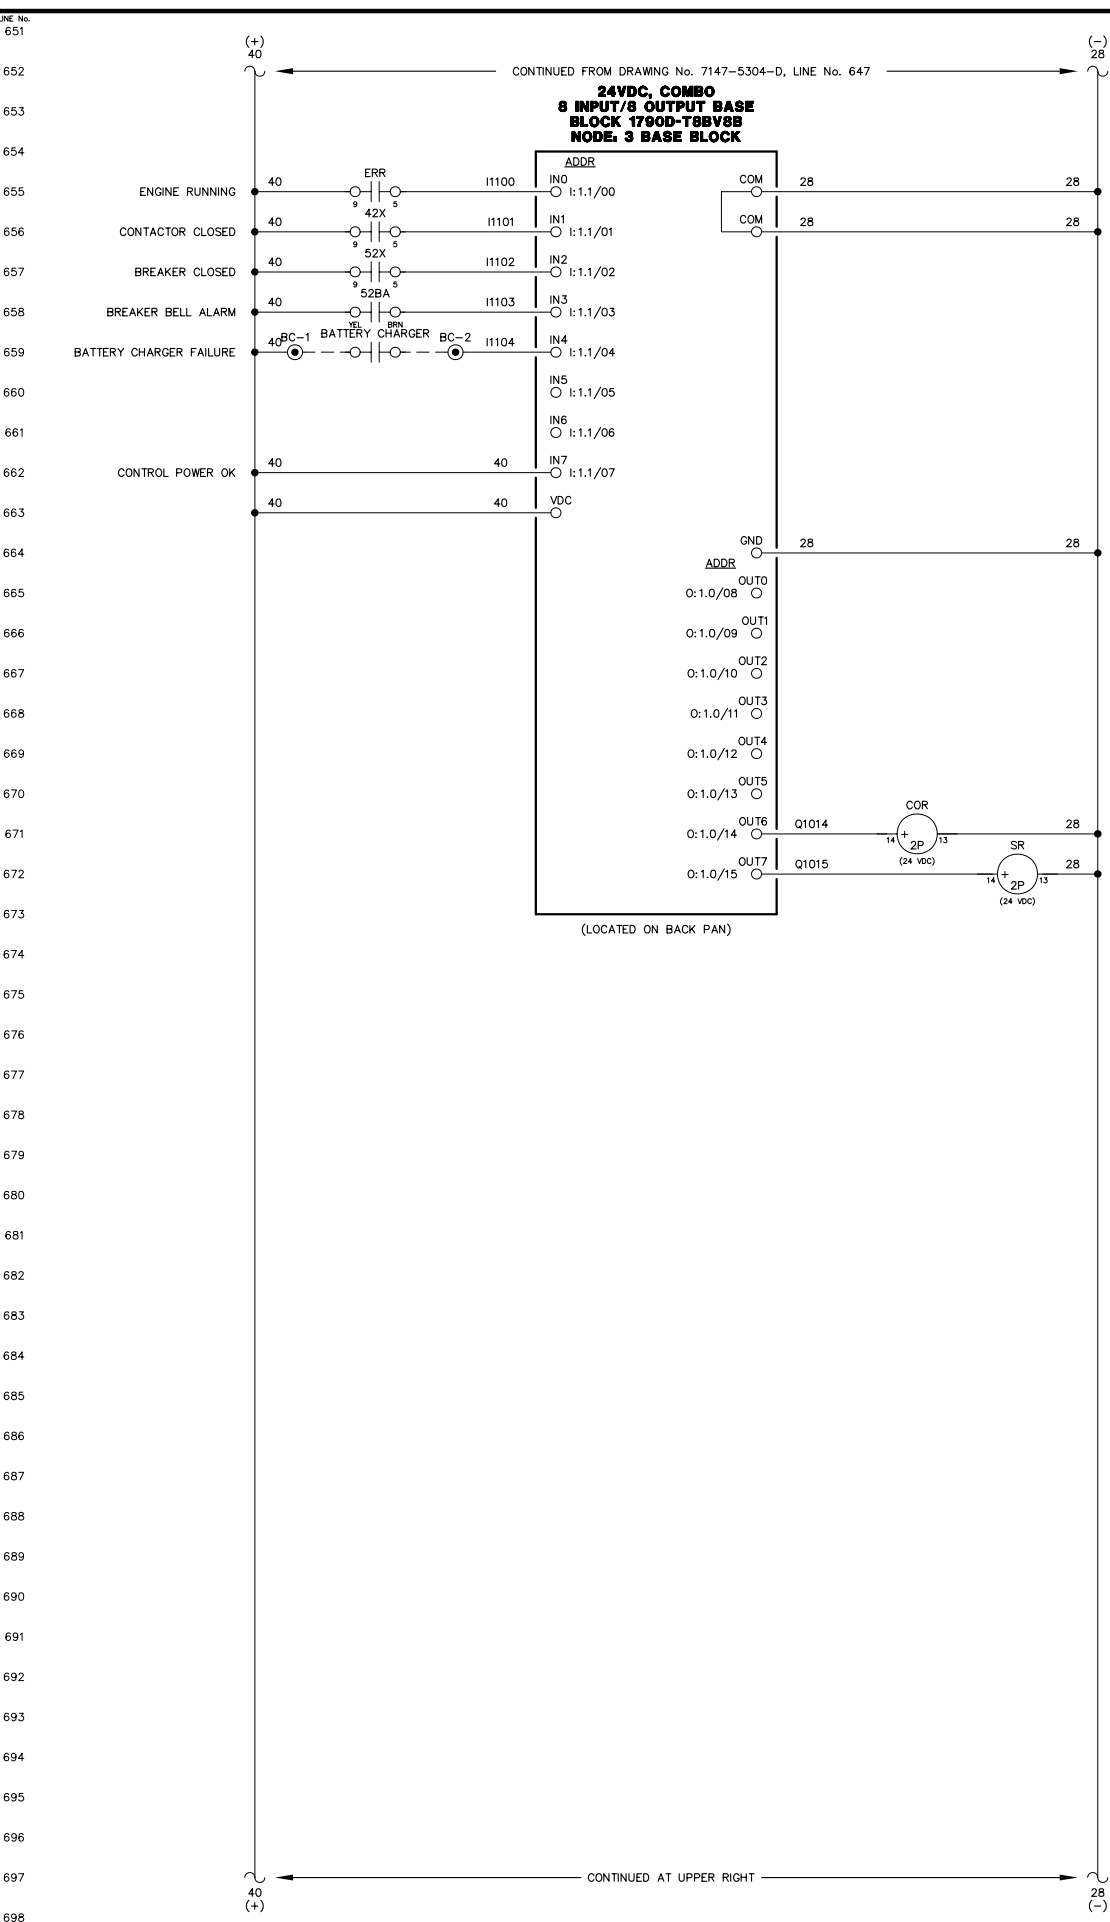 LINE No.
651
(+)
40
(-)
28
652
CONTINUED FROM DRAWING No. 7147-5304-D, LINE No. 647
24VDC, COMBO
653
8 INPUT/8 OUTPUT BASE
BLOCK 1790D-T8BV8B
NODE: 3 BASE BLOCK
654
ADDR
655 ENGINE RUNNING 40 ERR 9 5 I1100 IN0 I:1.1/00 COM 28 28
656 CONTACTOR CLOSED 40 42X 9 5 I1101 IN1 I:1.1/01 COM 28 28
657 BREAKER CLOSED 40 52X 9 5 I1102 IN2 I:1.1/02
658 BREAKER BELL ALARM 40 52BA YEL BRN I1103 IN3 I:1.1/03
659 BATTERY CHARGER FAILURE 40 BC-1 BATTERY CHARGER BC-2 I1104 IN4 I:1.1/04
660 IN5 I:1.1/05
661 IN6 I:1.1/06
662 CONTROL POWER OK 40 40 IN7 I:1.1/07
663 40 40 VDC
664 GND 28 28
ADDR
665 O:1.0/08 OUT0
666 O:1.0/09 OUT1
667 O:1.0/10 OUT2
668 O:1.0/11 OUT3
669 O:1.0/12 OUT4
670 O:1.0/13 OUT5
671 O:1.0/14 OUT6 Q1014 COR 14 + 2P 13 (24 VDC) 28
672 O:1.0/15 OUT7 Q1015 SR 14 + 2P 13 (24 VDC) 28
673
(LOCATED ON BACK PAN)
674
675
676
677
678
679
680
681
682
683
684
685
686
687
688
689
690
691
692
693
694
695
696
697 CONTINUED AT UPPER RIGHT
40
(+)
28
(-)
698